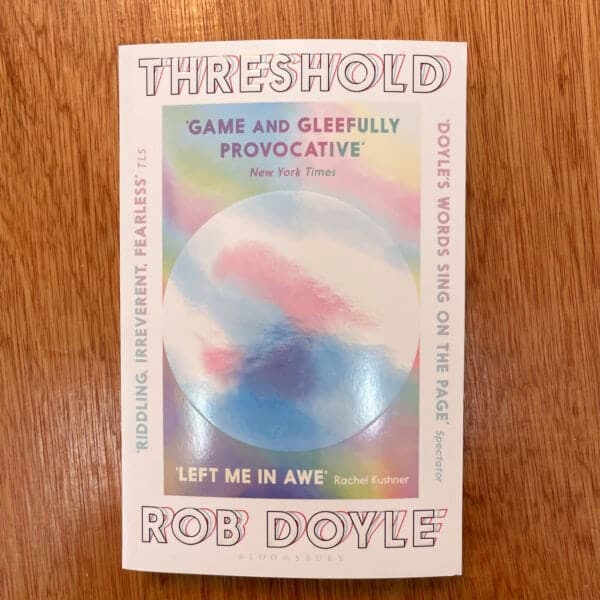 THRESHOLD
'GAME AND GLEEFULLY
PROVOCATIVE'
New York Times
'RIDDLING, IRREVERENT, FEARLESS' TLS
'DOYLE'S WORDS SING ON THE PAGE' Spectator
'LEFT ME IN AWE' Rachel Kushner
ROB DOYLE
BLOOMSBURY